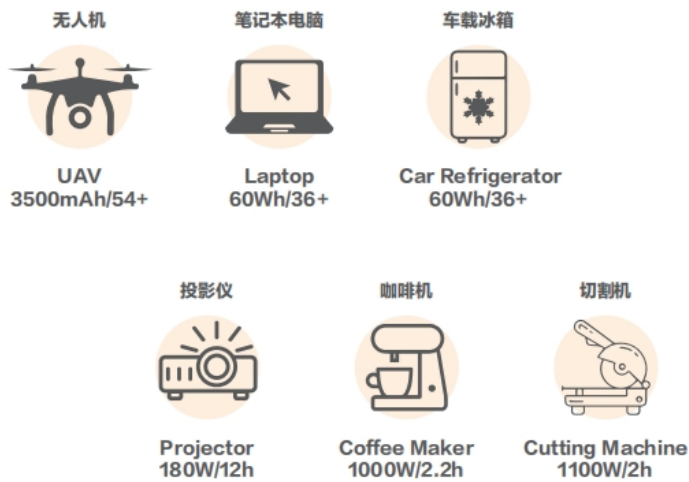 无人机
UAV
3500mAh/54+
笔记本电脑
Laptop
60Wh/36+
车载冰箱
Car Refrigerator
60Wh/36+
投影仪
Projector
180W/12h
咖啡机
Coffee Maker
1000W/2.2h
切割机
Cutting Machine
1100W/2h